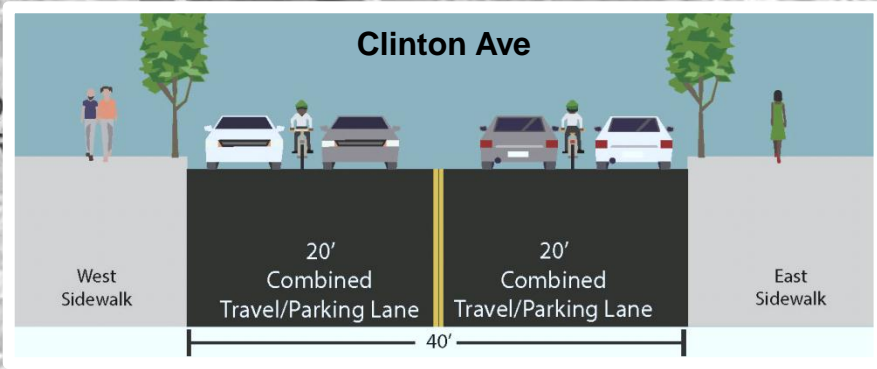 Clinton Ave
West
Sidewalk
20'
Combined
Travel/Parking Lane
20'
Combined
Travel/Parking Lane
East
Sidewalk
40'